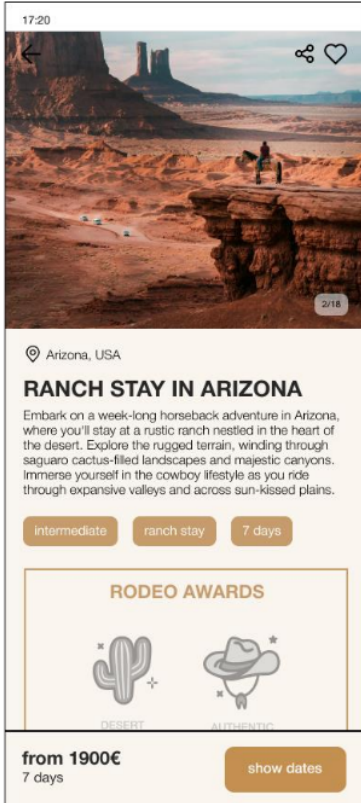 17:20
2/18
Arizona, USA
RANCH STAY IN ARIZONA
Embark on a week-long horseback adventure in Arizona,
where you'll stay at a rustic ranch nestled in the heart of
the desert. Explore the rugged terrain, winding through
saguaro cactus-filled landscapes and majestic canyons.
Immerse yourself in the cowboy lifestyle as you ride
through expansive valleys and across sun-kissed plains.
intermediate ranch stay 7 days
RODEO AWARDS
DESERT AUTHENTIC
from 1900€
7 days
show dates